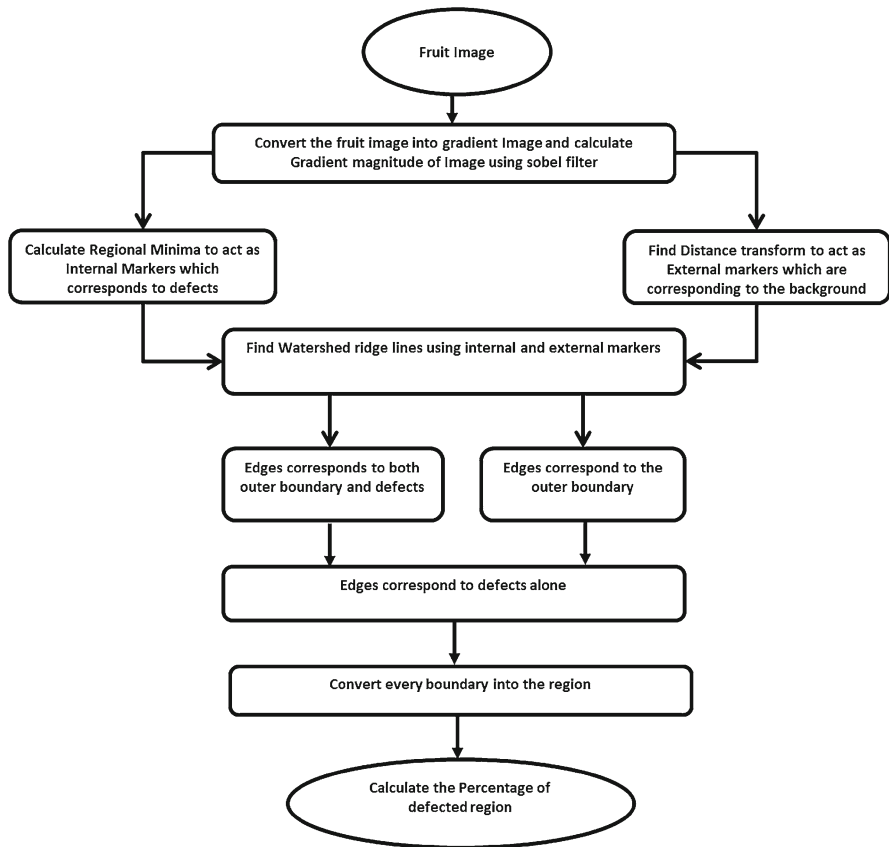 Fruit Image
Convert the fruit image into gradient Image and calculate
Gradient magnitude of Image using sobel filter
Calculate Regional Minima to act as
Internal Markers which
corresponds to defects
Find Distance transform to act as
External markers which are
corresponding to the background
Find Watershed ridge lines using internal and external markers
Edges corresponds to both
outer boundary and defects
Edges correspond to the
outer boundary
Edges correspond to defects alone
Convert every boundary into the region
Calculate the Percentage of
defected region